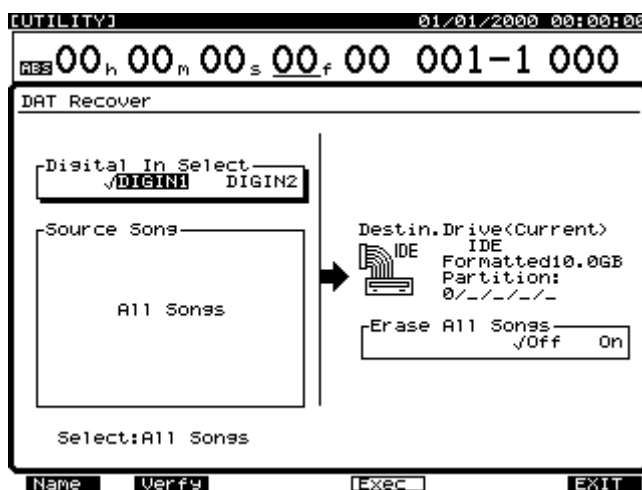 [UTILITY] 01/01/2000 00:00:00
ABS 00h 00m 00s 00f 00 001-1 000
DAT Recover
Digital In Select
√DIGIN1 DIGIN2
Source Song
All Songs
Select:All Songs
Destin.Drive(Current)
IDE
IDE
Formatted10.0GB
Partition:
0/_/_/_/_
Erase All Songs
√Off On
Name Verfy Exec EXIT